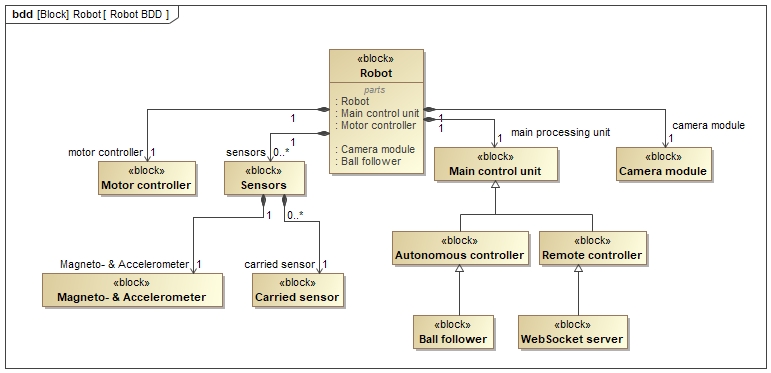 bdd [Block] Robot [ Robot BDD ]
«block»
Robot
parts
: Robot
: Main control unit
: Motor controller
: Camera module
: Ball follower
1
1
1
1
1
motor controller
1
sensors
0..*
main processing unit
1
camera module
1
«block»
Motor controller
«block»
Sensors
«block»
Main control unit
«block»
Camera module
1
0..*
Magneto- & Accelerometer
1
carried sensor
1
«block»
Autonomous controller
«block»
Remote controller
«block»
Magneto- & Accelerometer
«block»
Carried sensor
«block»
Ball follower
«block»
WebSocket server